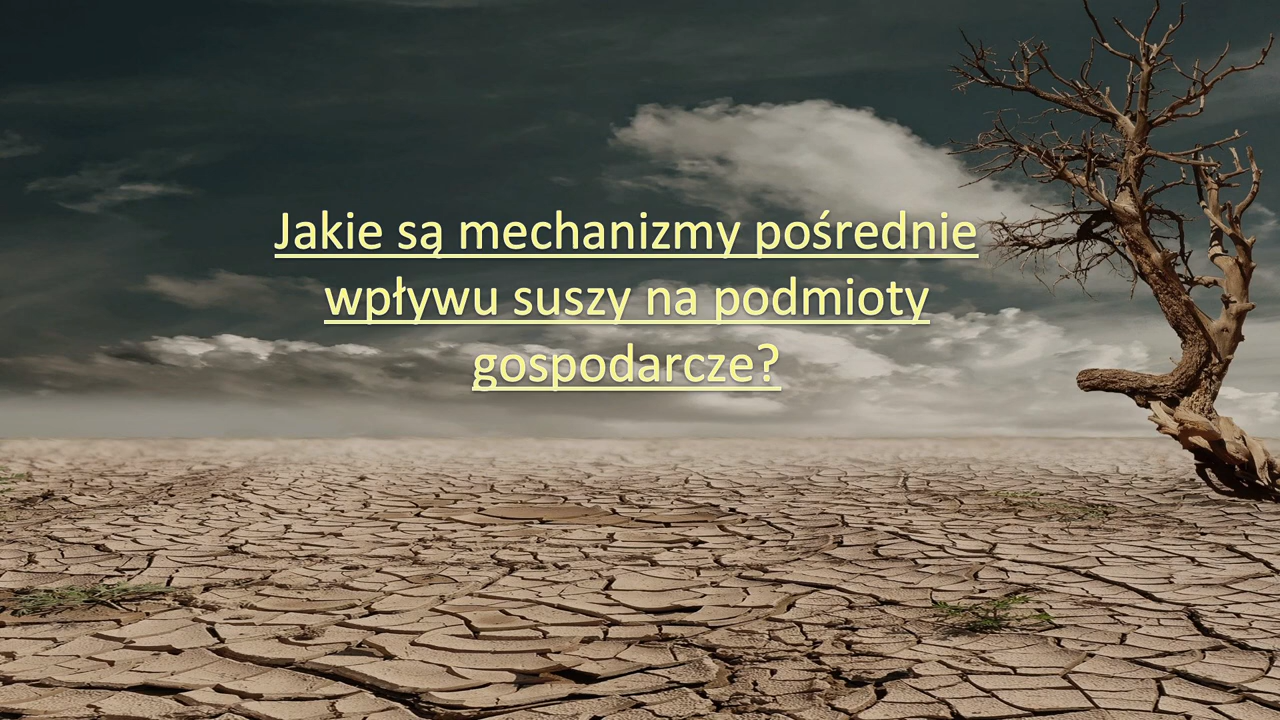 Jakie są mechanizmy pośrednie
wpływu suszy na podmioty
gospodarcze?